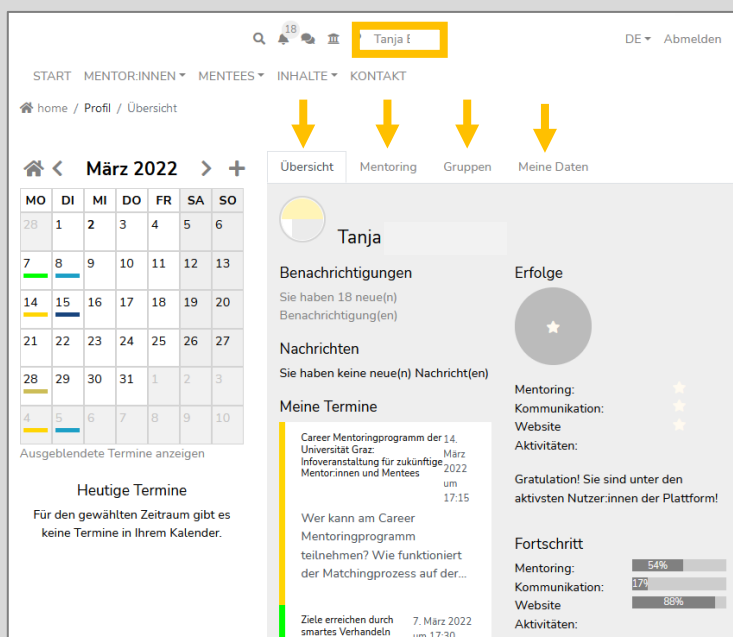 18
Tanja
DE Abmelden
START MENTOR:INNEN MENTEES INHALTE KONTAKT
home / Profil / Übersicht
März 2022
MO DI MI DO FR SA SO
28 1 2 3 4 5 6
7 8 9 10 11 12 13
14 15 16 17 18 19 20
21 22 23 24 25 26 27
28 29 30 31 1 2 3
4 5 6 7 8 9 10
Ausgeblendete Termine anzeigen
Heutige Termine
Für den gewählten Zeitraum gibt es
keine Termine in Ihrem Kalender.
Übersicht Mentoring Gruppen Meine Daten
Tanja
Benachrichtigungen
Sie haben 18 neue(n)
Benachrichtigung(en)
Nachrichten
Sie haben keine neue(n) Nachricht(en)
Meine Termine
Career Mentoringprogramm der
Universität Graz:
Infoveranstaltung für zukünftige
Mentor:innen und Mentees
14.
März
2022
um
17:15
Wer kann am Career
Mentoringprogramm
teilnehmen? Wie funktioniert
der Matchingprozess auf der...
Ziele erreichen durch
smartes Verhandeln
7. März 2022
um 17:30
Erfolge
Mentoring:
Kommunikation:
Website
Aktivitäten:
Gratulation! Sie sind unter den
aktivsten Nutzer:innen der Plattform!
Fortschritt
Mentoring: 54%
Kommunikation: 17%
Website 88%
Aktivitäten: